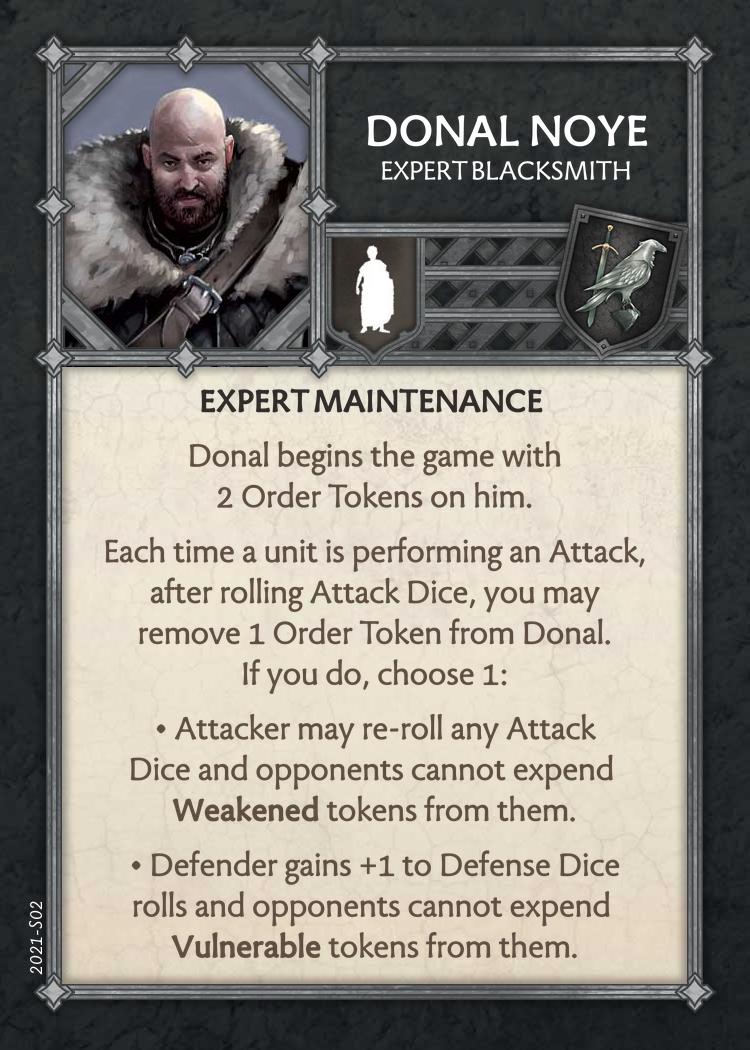 DONAL NOYE
EXPERT BLACKSMITH
EXPERT MAINTENANCE
Donal begins the game with
2 Order Tokens on him.
Each time a unit is performing an Attack,
after rolling Attack Dice, you may
remove 1 Order Token from Donal.
If you do, choose 1:
• Attacker may re-roll any Attack
Dice and opponents cannot expend
Weakened tokens from them.
• Defender gains +1 to Defense Dice
rolls and opponents cannot expend
Vulnerable tokens from them.
2021-S02